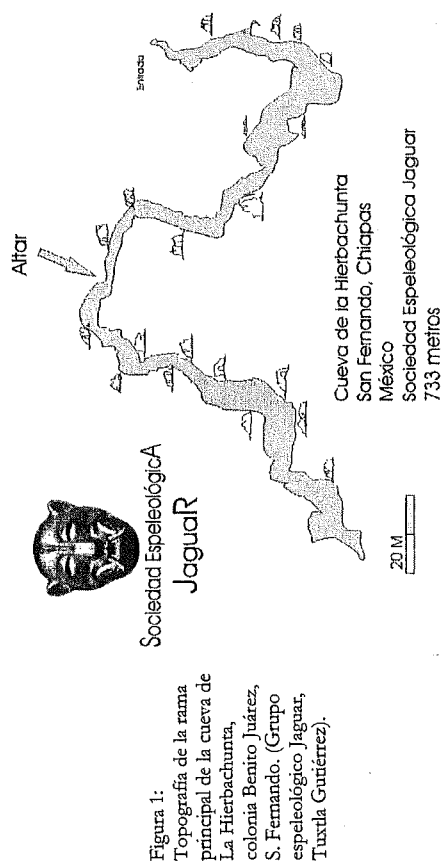 Figura 1:
Topografía de la rama
principal de la cueva de
La Hierbachunta,
colonia Benito Juárez,
S. Fernando. (Grupo
espeleológico Jaguar,
Tuxtla Gutiérrez).
Sociedad EspeleológicA
JaguaR
Altar
Entrada
20 M
Cueva de la Hierbachunta
San Fernando, Chiapas
México
Sociedad Espeleológica Jaguar
733 metros